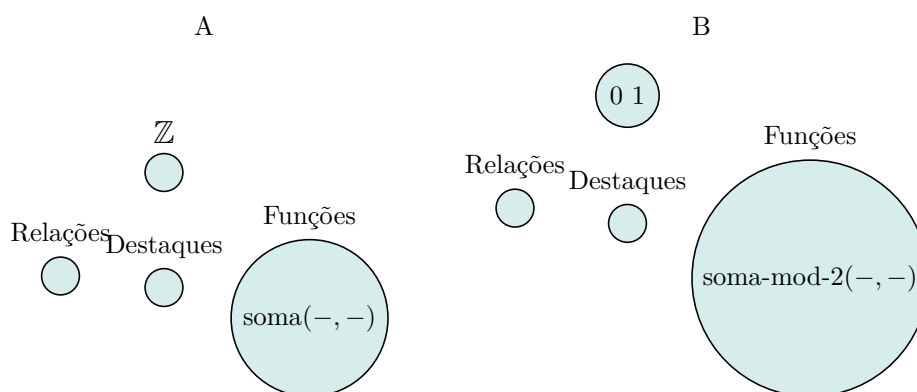 A
ℤ
Relações
Destaques
Funções
soma(−, −)
B
0 1
Relações
Destaques
Funções
soma-mod-2(−, −)